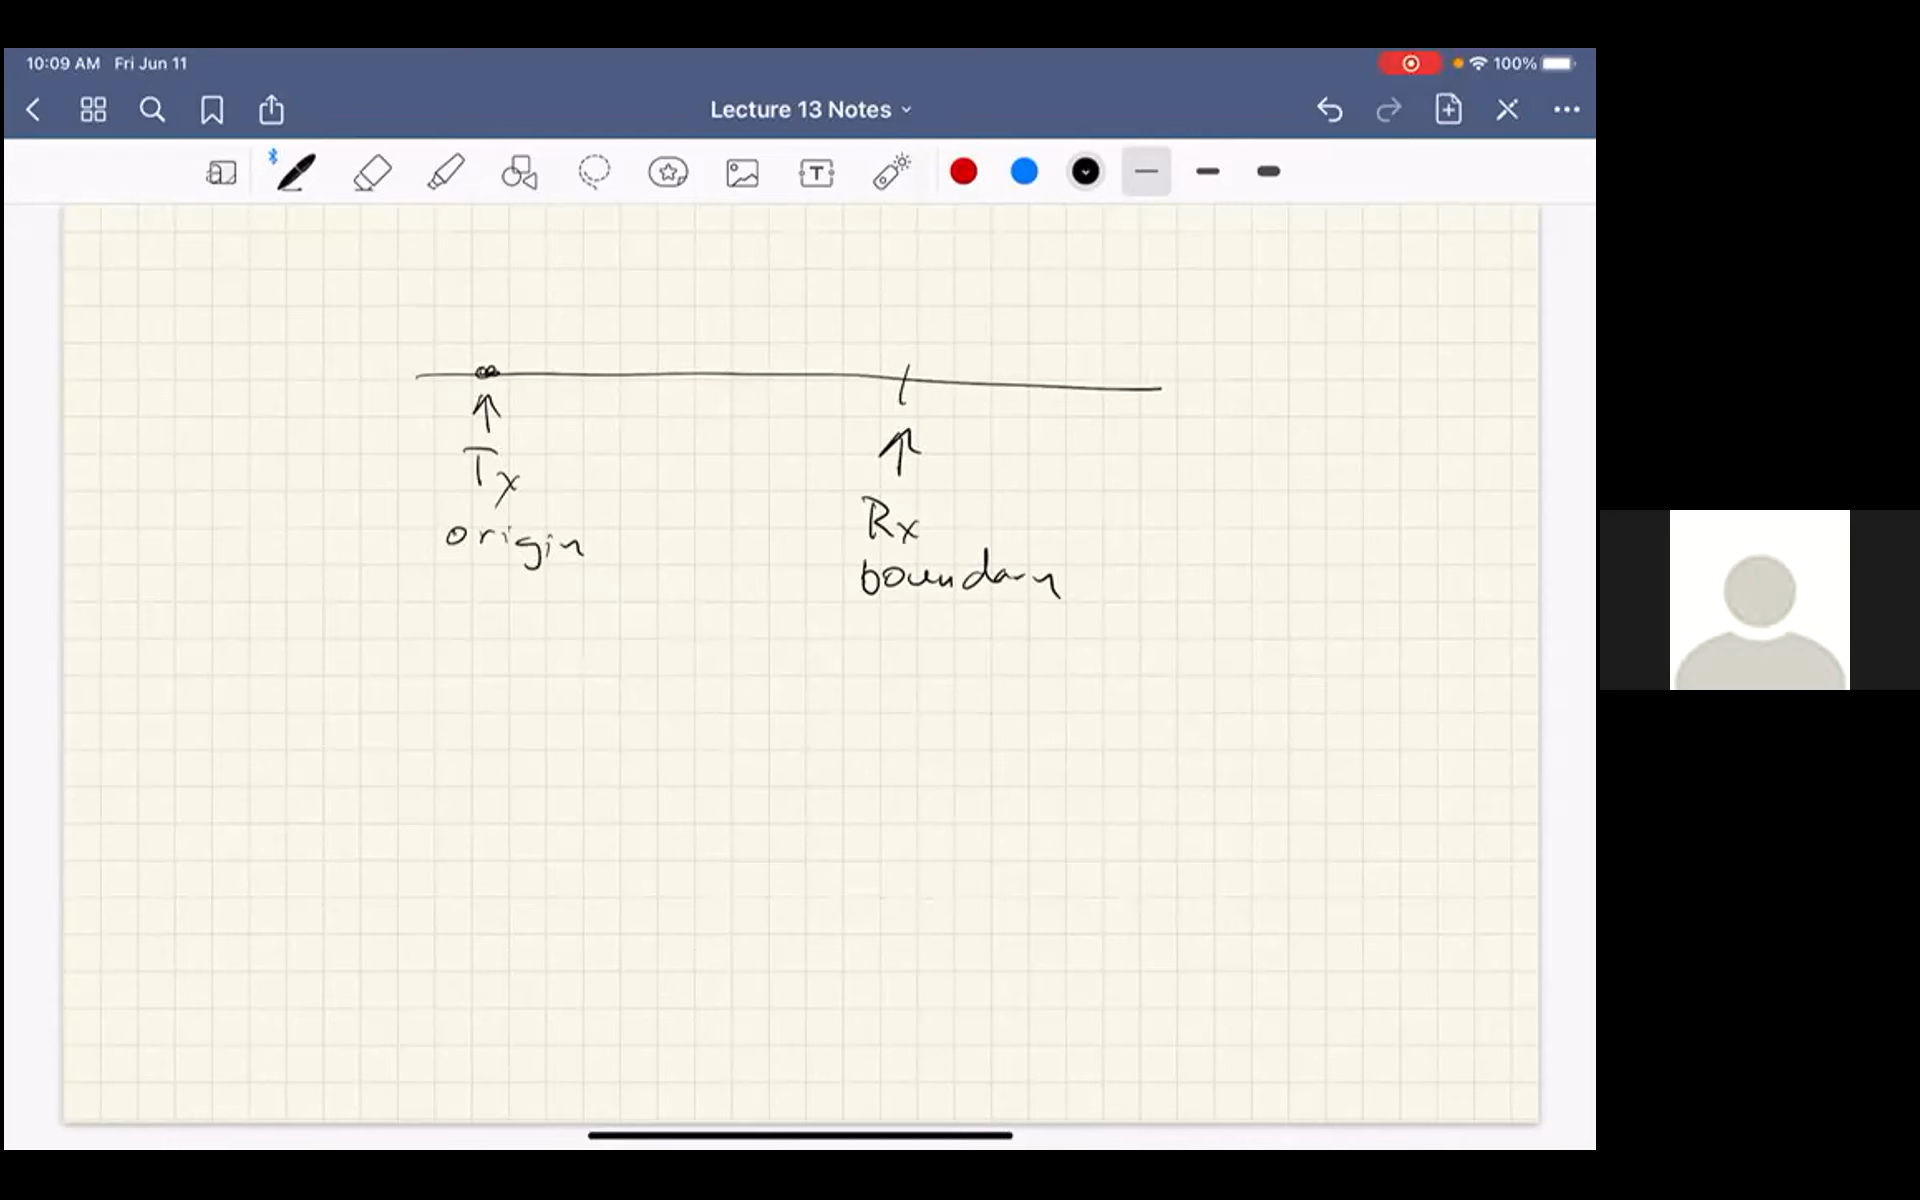 10:09 AM Fri Jun 11
100%
Lecture 13 Notes
T
Tx
origin
Rx
boundary